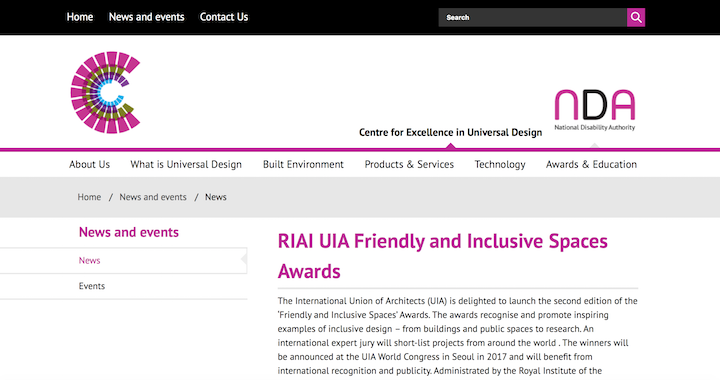 Home News and events Contact Us Search
NDA
Centre for Excellence in Universal Design
National Disability Authority
About Us What is Universal Design Built Environment Products & Services Technology Awards & Education
Home / News and events / News
News and events
News
Events
RIAI UIA Friendly and Inclusive Spaces
Awards
The International Union of Architects (UIA) is delighted to launch the second edition of the
'Friendly and Inclusive Spaces' Awards. The awards recognise and promote inspiring
examples of inclusive design – from buildings and public spaces to research. An
international expert jury will short-list projects from around the world . The winners will
be announced at the UIA World Congress in Seoul in 2017 and will benefit from
international recognition and publicity. Administered by the Royal Institute of the